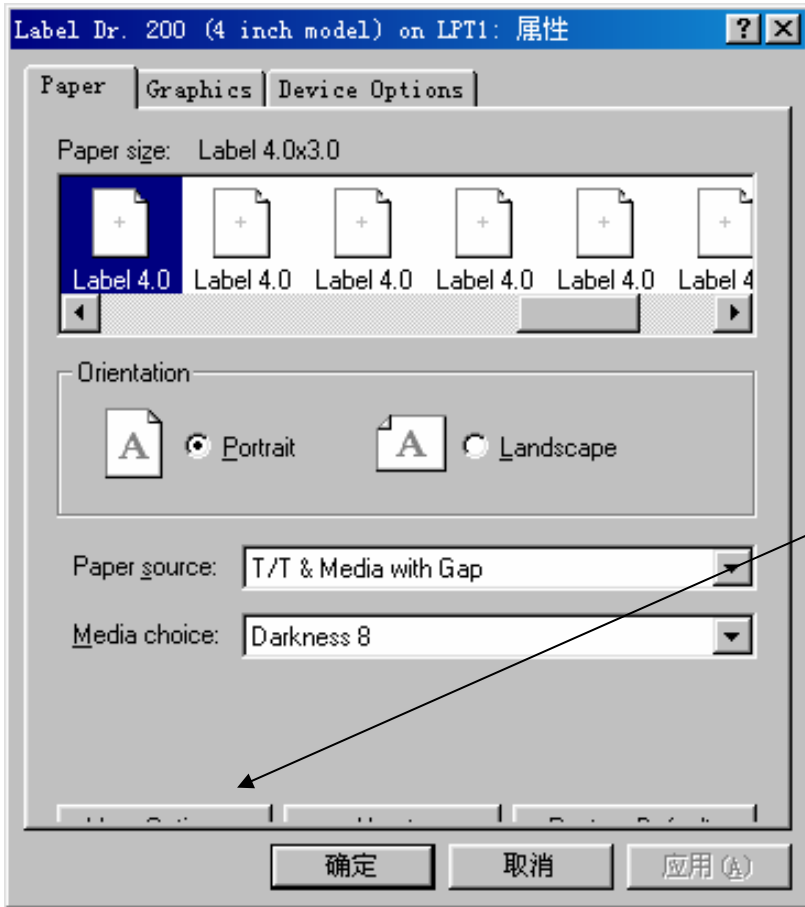 Label Dr. 200 (4 inch model) on LPT1: 属性
Paper Graphics Device Options
Paper size: Label 4.0x3.0
Label 4.0 Label 4.0 Label 4.0 Label 4.0 Label 4.0 Label 4
Orientation
A Portrait A Landscape
Paper source: T/T & Media with Gap
Media choice: Darkness 8
确定 取消 应用(A)